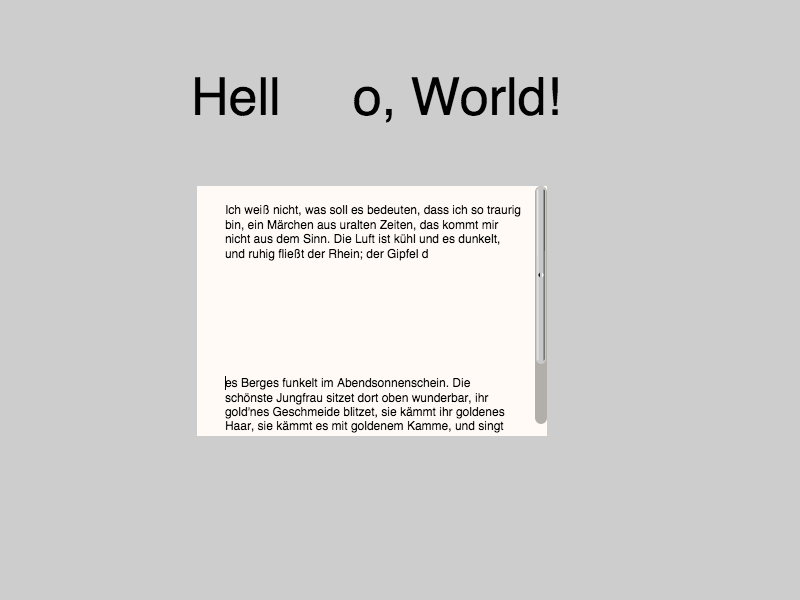 Hell     o, World!
Ich weiß nicht, was soll es bedeuten, dass ich so traurig
bin, ein Märchen aus uralten Zeiten, das kommt mir
nicht aus dem Sinn. Die Luft ist kühl und es dunkelt,
und ruhig fließt der Rhein; der Gipfel d
es Berges funkelt im Abendsonnenschein. Die
schönste Jungfrau sitzet dort oben wunderbar, ihr
gold'nes Geschmeide blitzet, sie kämmt ihr goldenes
Haar, sie kämmt es mit goldenem Kamme, und singt